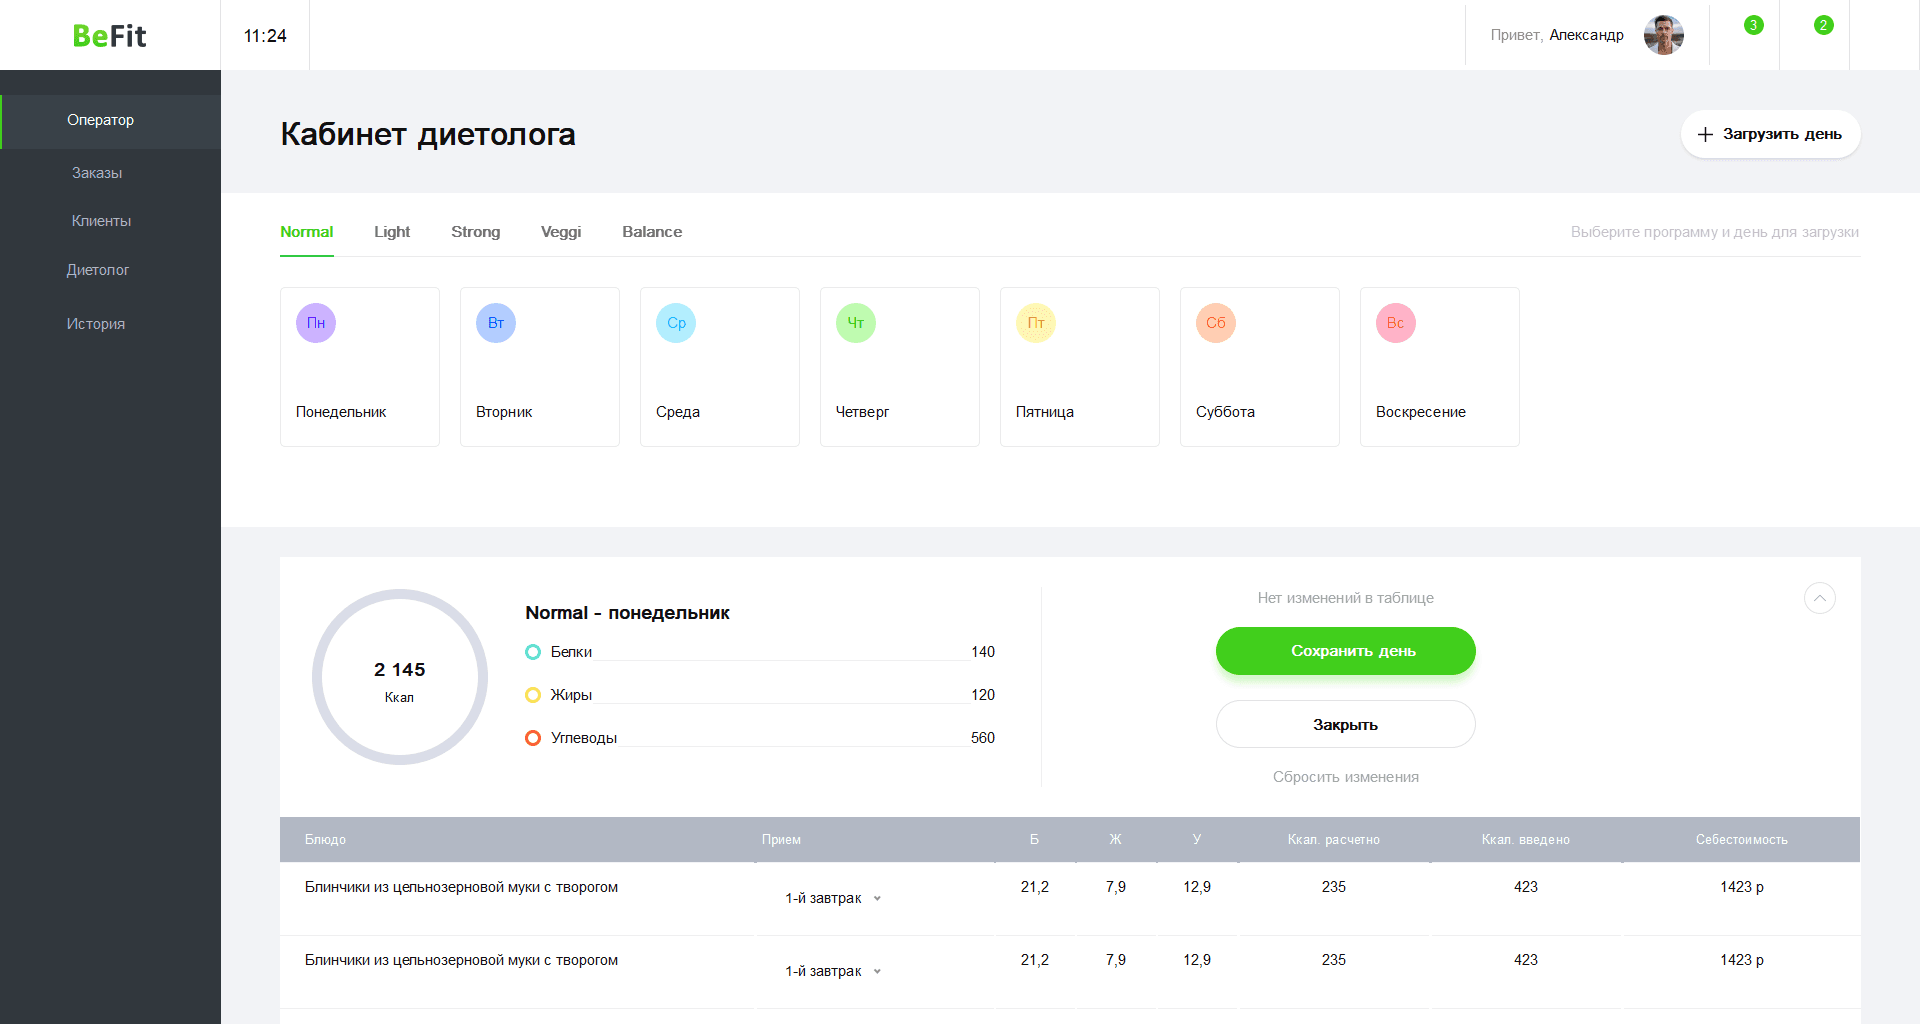 BeFit
11:24
Привет, Александр
3
2
Оператор
Заказы
Клиенты
Диетолог
История
Кабинет диетолога
Загрузить день
Normal Light Strong Veggi Balance
Выберите программу и день для загрузки
Пн Вт Ср Чт Пт Сб Вс
Понедельник Вторник Среда Четверг Пятница Суббота Воскресение
2 145
Ккал
Normal - понедельник
Белки 140
Жиры 120
Углеводы 560
Нет изменений в таблице
Сохранить день
Закрыть
Сбросить изменения
Блюдо Прием Б Ж У Ккал. расчетно Ккал. введено Себестоимость
Блинчики из цельнозерновой муки с творогом 1-й завтрак 21,2 7,9 12,9 235 423 1423 р
Блинчики из цельнозерновой муки с творогом 1-й завтрак 21,2 7,9 12,9 235 423 1423 р